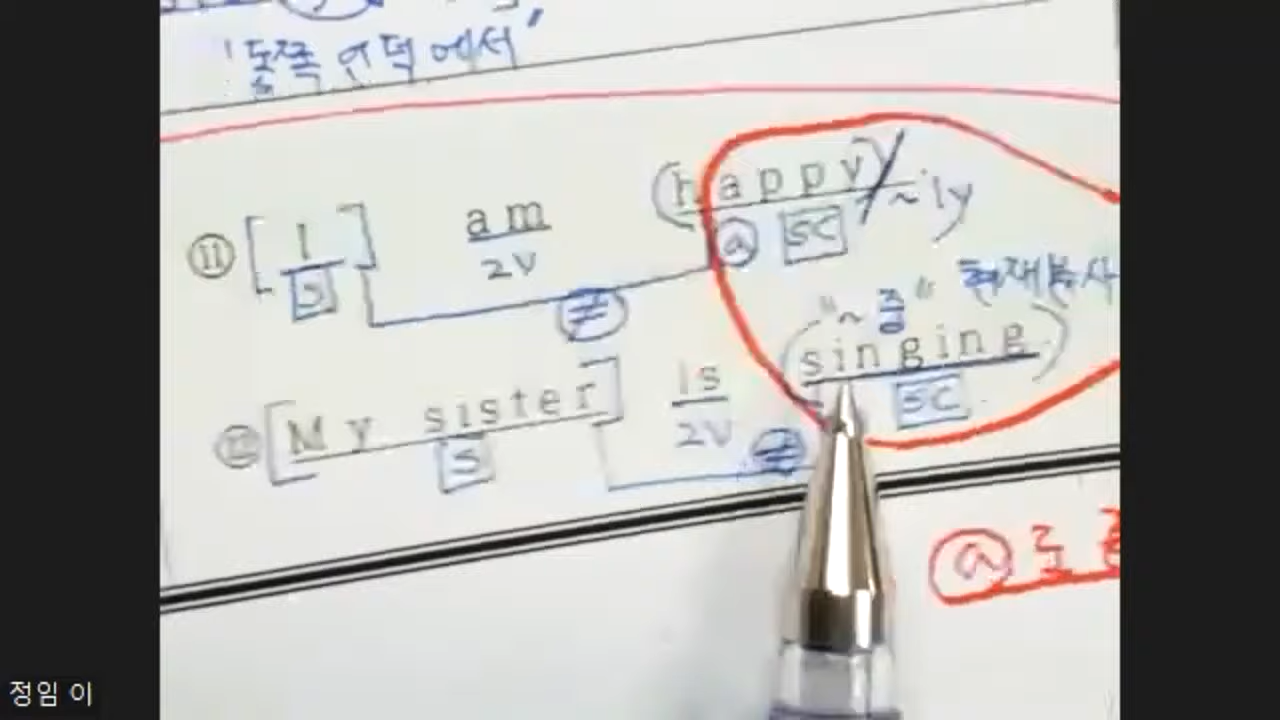 '동쪽 언덕에서'
⑪ [I] am (happy) ~ly
S 2V ≠ ⓐ SC
"~중" 현재분사
⑫ [My sister] is (singing)
S 2V ≠ SC
ⓐ로
정임 이